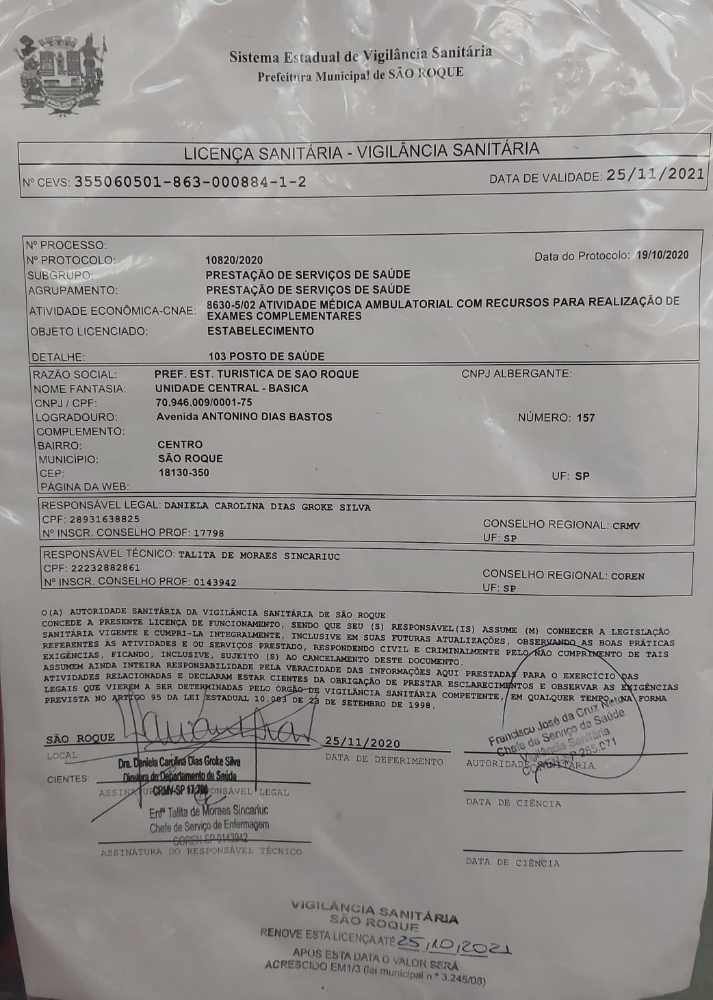 Sistema Estadual de Vigilância Sanitária
Prefeitura Municipal de SÃO ROQUE
LICENÇA SANITÁRIA - VIGILÂNCIA SANITÁRIA
Nº CEVS: 355060501-863-000884-1-2 DATA DE VALIDADE: 25/11/2021
Nº PROCESSO:
Nº PROTOCOLO: 10820/2020 Data do Protocolo: 19/10/2020
SUBGRUPO: PRESTAÇÃO DE SERVIÇOS DE SAÚDE
AGRUPAMENTO: PRESTAÇÃO DE SERVIÇOS DE SAÚDE
ATIVIDADE ECONÔMICA-CNAE: 8630-5/02 ATIVIDADE MÉDICA AMBULATORIAL COM RECURSOS PARA REALIZAÇÃO DE
EXAMES COMPLEMENTARES
OBJETO LICENCIADO: ESTABELECIMENTO
DETALHE: 103 POSTO DE SAÚDE
RAZÃO SOCIAL: PREF. EST. TURISTICA DE SAO ROQUE CNPJ ALBERGANTE:
NOME FANTASIA: UNIDADE CENTRAL - BASICA
CNPJ / CPF: 70.946.009/0001-75
LOGRADOURO: Avenida ANTONINO DIAS BASTOS NÚMERO: 157
COMPLEMENTO:
BAIRRO: CENTRO
MUNICÍPIO: SÃO ROQUE
CEP: 18130-350 UF: SP
PÁGINA DA WEB:
RESPONSÁVEL LEGAL: DANIELA CAROLINA DIAS GROKE SILVA
CPF: 28931638825 CONSELHO REGIONAL: CRMV
Nº INSCR. CONSELHO PROF: 17798 UF: SP
RESPONSÁVEL TÉCNICO: TALITA DE MORAES SINCARIUC
CPF: 22232882861 CONSELHO REGIONAL: COREN
Nº INSCR. CONSELHO PROF: 0143942 UF: SP
O(A) AUTORIDADE SANITÁRIA DA VIGILÂNCIA SANITÁRIA DE SÃO ROQUE
CONCEDE A PRESENTE LICENÇA DE FUNCIONAMENTO, SENDO QUE SEU (S) RESPONSÁVEL(IS) ASSUME (M) CONHECER A LEGISLAÇÃO
SANITÁRIA VIGENTE E CUMPRI-LA INTEGRALMENTE, INCLUSIVE EM SUAS FUTURAS ATUALIZAÇÕES, OBSERVANDO AS BOAS PRÁTICAS
REFERENTES ÀS ATIVIDADES E OU SERVIÇOS PRESTADO, RESPONDENDO CIVIL E CRIMINALMENTE PELO NÃO CUMPRIMENTO DE TAIS
EXIGÊNCIAS, FICANDO, INCLUSIVE, SUJEITO (S) AO CANCELAMENTO DESTE DOCUMENTO.
ASSUMEM AINDA INTEIRA RESPONSABILIDADE PELA VERACIDADE DAS INFORMAÇÕES AQUI PRESTADAS PARA O EXERCÍCIO DAS
ATIVIDADES RELACIONADAS E DECLARAM ESTAR CIENTES DA OBRIGAÇÃO DE PRESTAR ESCLARECIMENTOS E OBSERVAR AS EXIGÊNCIAS
LEGAIS QUE VIEREM A SER DETERMINADAS PELO ÓRGÃO DE VIGILÂNCIA SANITÁRIA COMPETENTE, EM QUALQUER TEMPO, NA FORMA
PREVISTA NO ARTIGO 95 DA LEI ESTADUAL 10.083 DE 23 DE SETEMBRO DE 1998.
SÃO ROQUE 25/11/2020
LOCAL DATA DE DEFERIMENTO
Francisco José da Cruz Neto
Chefe de Serviço de Saúde
Vigilância Sanitária
COREN-SP 255.071
AUTORIDADE SANITÁRIA
Dra. Daniela Carolina Dias Groke Silva
CIENTES: Diretora do Departamento de Saúde
CRMV-SP 17.798
ASSINATURA RESPONSÁVEL LEGAL DATA DE CIÊNCIA
Enfª Talita de Moraes Sincariuc
Chefe de Serviço de Enfermagem
COREN SP 0143942
ASSINATURA DO RESPONSÁVEL TÉCNICO DATA DE CIÊNCIA
VIGILÂNCIA SANITÁRIA
SÃO ROQUE
RENOVE ESTA LICENÇA ATÉ 25/10/2021
APOS ESTA DATA O VALOR SERÁ
ACRESCIDO EM1/3 (lei municipal n.º 3.245/08)